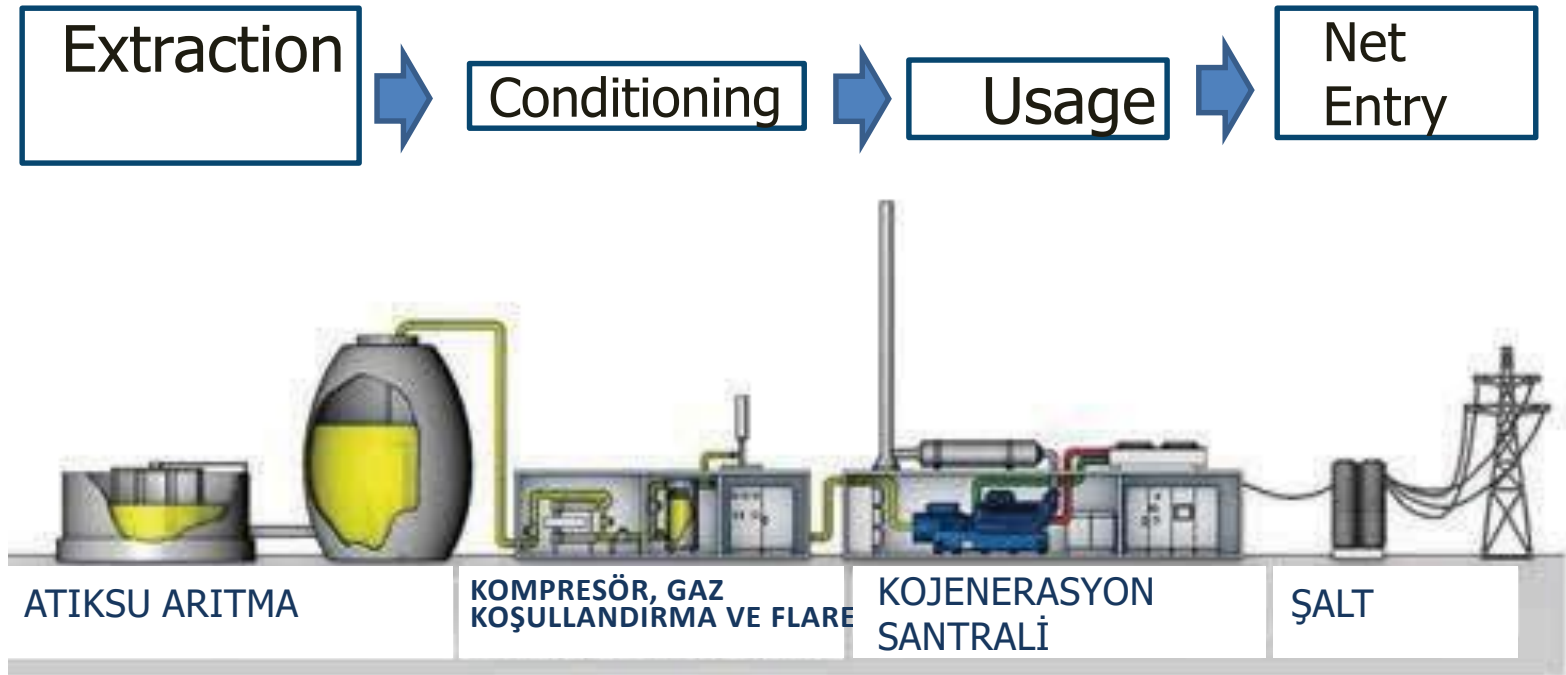 Extraction
Conditioning
Usage
Net
Entry
ATIKSU ARITMA
KOMPRESÖR, GAZ
KOŞULLANDIRMA VE FLARE
KOJENERASYON
SANTRALİ
ŞALT